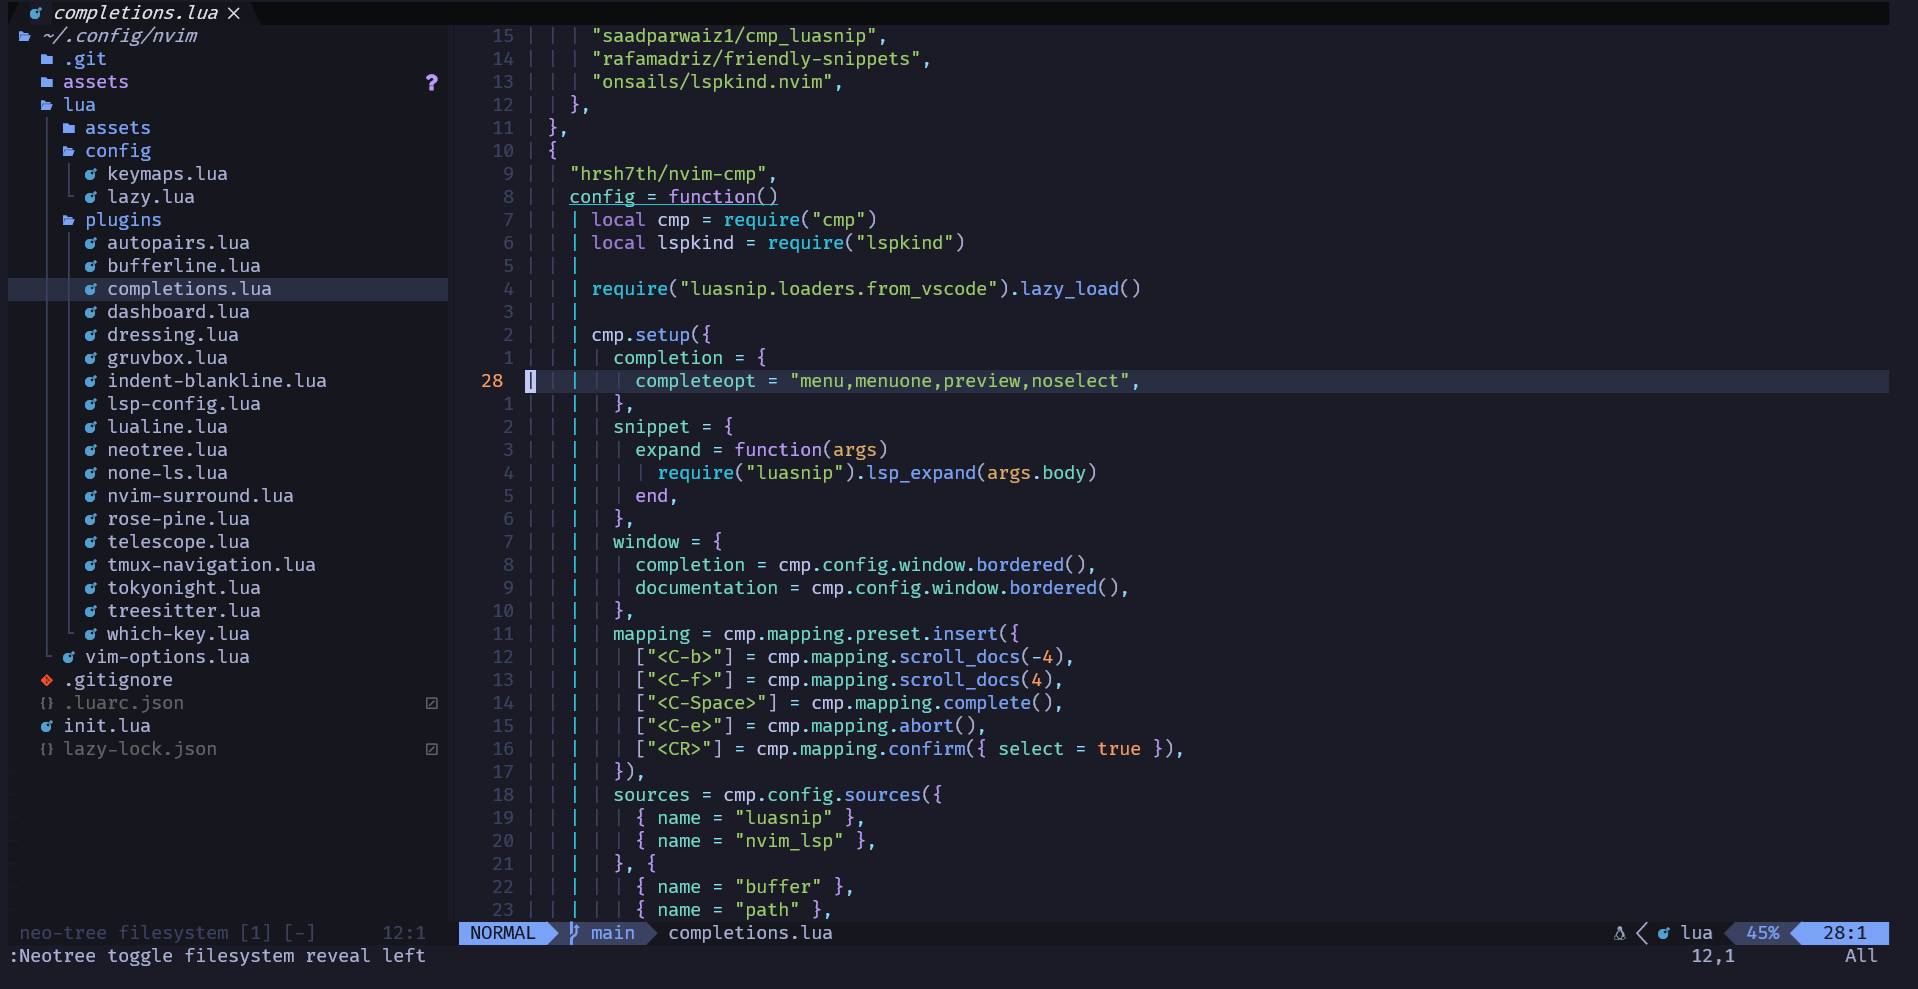 completions.lua ×
~/.config/nvim
.git
assets ?
lua
assets
config
keymaps.lua
lazy.lua
plugins
autopairs.lua
bufferline.lua
completions.lua
dashboard.lua
dressing.lua
gruvbox.lua
indent-blankline.lua
lsp-config.lua
lualine.lua
neotree.lua
none-ls.lua
nvim-surround.lua
rose-pine.lua
telescope.lua
tmux-navigation.lua
tokyonight.lua
treesitter.lua
which-key.lua
vim-options.lua
.gitignore
{} .luarc.json
init.lua
{} lazy-lock.json
neo-tree filesystem [1] [-] 12:1
15 "saadparwaiz1/cmp_luasnip",
14 "rafamadriz/friendly-snippets",
13 "onsails/lspkind.nvim",
12 },
11 },
10 {
9 "hrsh7th/nvim-cmp",
8 config = function()
7 local cmp = require("cmp")
6 local lspkind = require("lspkind")
5
4 require("luasnip.loaders.from_vscode").lazy_load()
3
2 cmp.setup({
1 completion = {
28 completeopt = "menu,menuone,preview,noselect",
1 },
2 snippet = {
3 expand = function(args)
4 require("luasnip").lsp_expand(args.body)
5 end,
6 },
7 window = {
8 completion = cmp.config.window.bordered(),
9 documentation = cmp.config.window.bordered(),
10 },
11 mapping = cmp.mapping.preset.insert({
12 ["<C-b>"] = cmp.mapping.scroll_docs(-4),
13 ["<C-f>"] = cmp.mapping.scroll_docs(4),
14 ["<C-Space>"] = cmp.mapping.complete(),
15 ["<C-e>"] = cmp.mapping.abort(),
16 ["<CR>"] = cmp.mapping.confirm({ select = true }),
17 }),
18 sources = cmp.config.sources({
19 { name = "luasnip" },
20 { name = "nvim_lsp" },
21 }, {
22 { name = "buffer" },
23 { name = "path" },
NORMAL main completions.lua lua 45% 28:1
:Neotree toggle filesystem reveal left 12,1 All